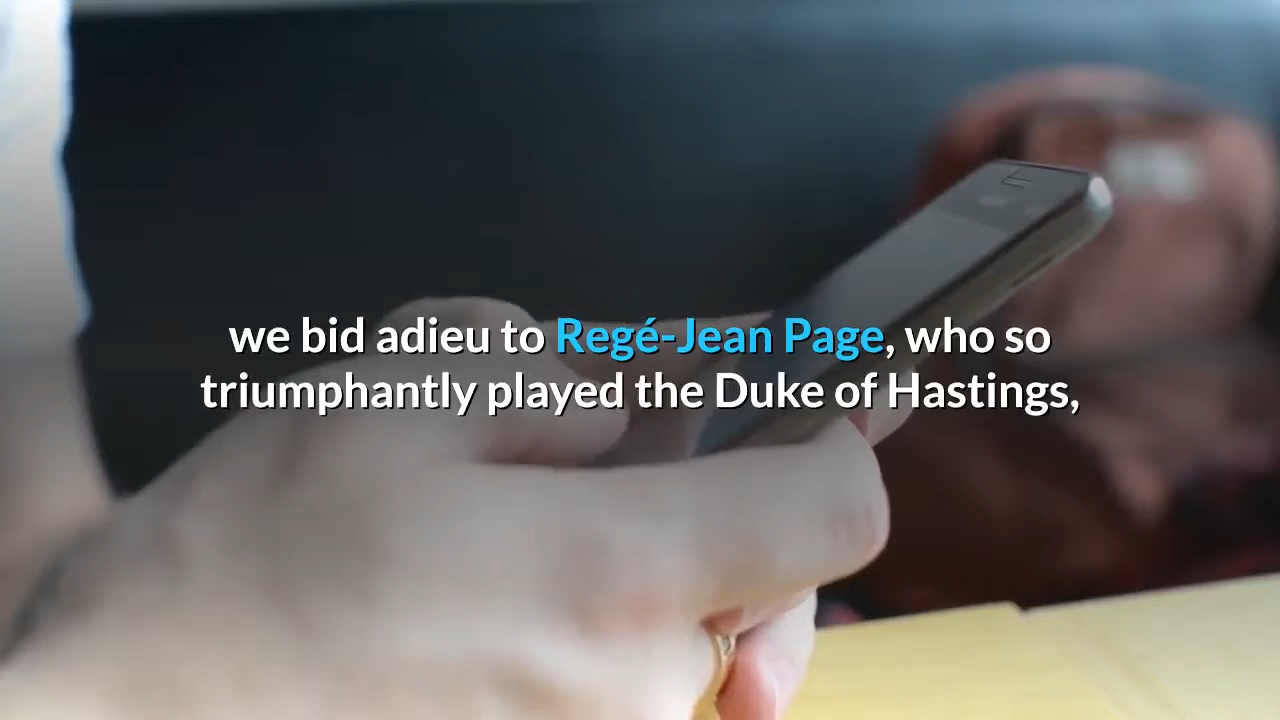 we bid adieu to Regé-Jean Page, who so
triumphantly played the Duke of Hastings,